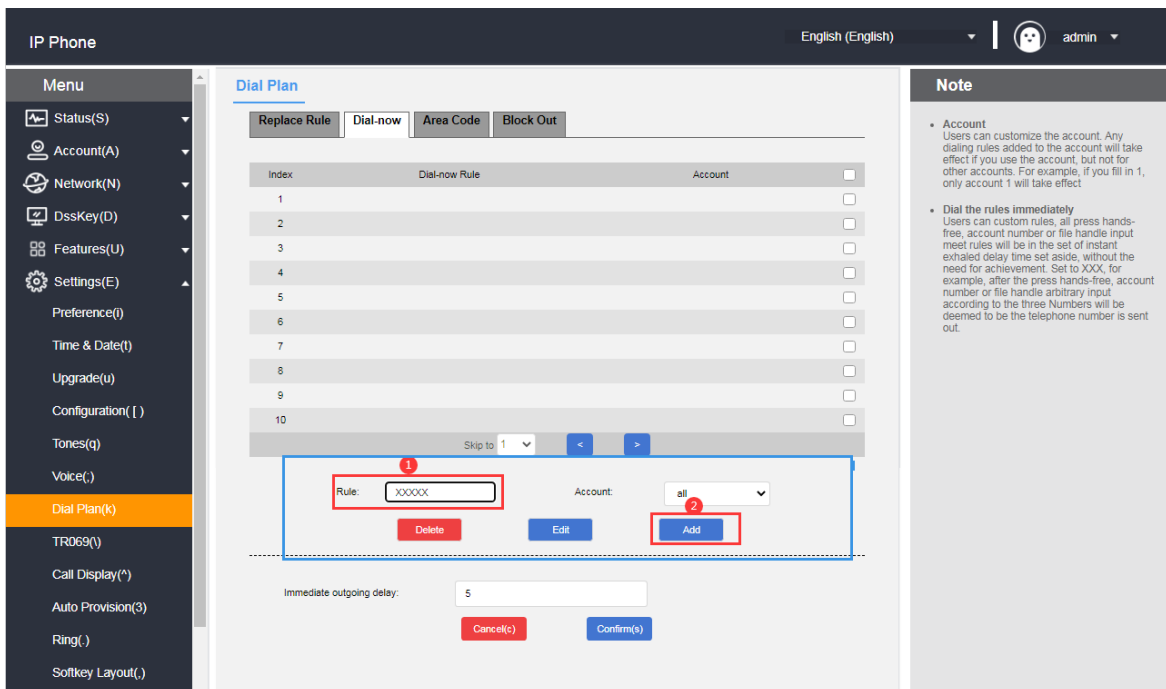 IP Phone
English (English)
admin
Menu
Status(S)
Account(A)
Network(N)
DssKey(D)
Features(U)
Settings(E)
Preference(i)
Time & Date(t)
Upgrade(u)
Configuration( [ )
Tones(q)
Voice(;)
Dial Plan(k)
TR069(\)
Call Display(^)
Auto Provision(3)
Ring(.)
Softkey Layout(,)
Dial Plan
Replace Rule Dial-now Area Code Block Out
Index Dial-now Rule Account
1
2
3
4
5
6
7
8
9
10
Skip to 1 < >
1
Rule: XXXXX Account: all
2
Delete Edit Add
Immediate outgoing delay: 5
Cancel(c) Confirm(s)
Note
Account
Users can customize the account. Any
dialing rules added to the account will take
effect if you use the account, but not for
other accounts. For example, if you fill in 1,
only account 1 will take effect
Dial the rules immediately
Users can custom rules, all press hands-
free, account number or file handle input
meet rules will be in the set of instant
exhaled delay time set aside, without the
need for achievement. Set to XXX, for
example, after the press hands-free, account
number or file handle arbitrary input
according to the three Numbers will be
deemed to be the telephone number is sent
out.